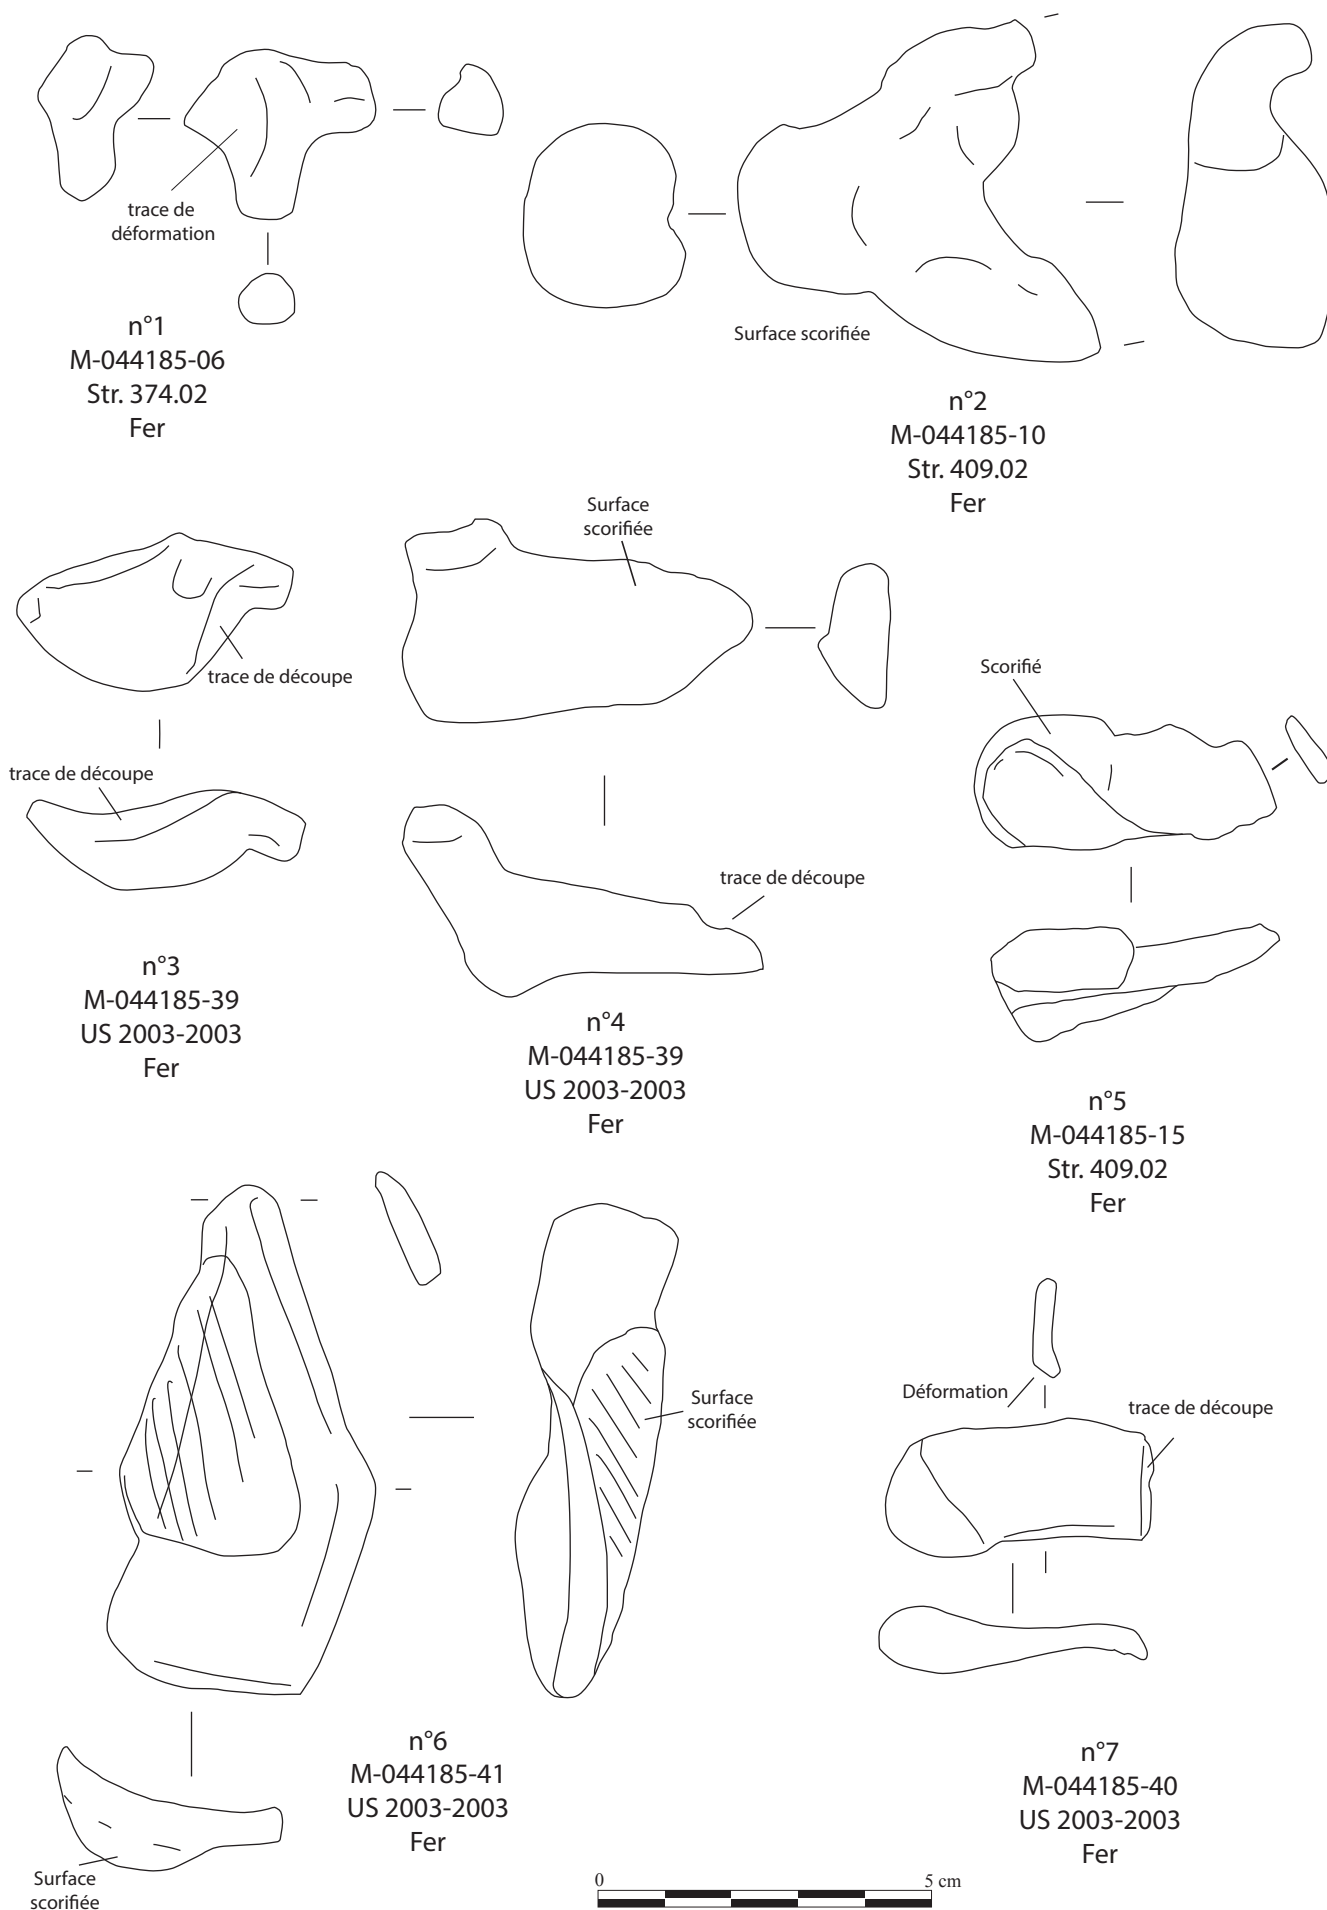 trace de
déformation
n°1
M-044185-06
Str. 374.02
Fer
Surface scorifiée
n°2
M-044185-10
Str. 409.02
Fer
trace de découpe
trace de découpe
n°3
M-044185-39
US 2003-2003
Fer
Surface
scorifiée
trace de découpe
n°4
M-044185-39
US 2003-2003
Fer
Scorifié
n°5
M-044185-15
Str. 409.02
Fer
Surface
scorifiée
Surface
scorifiée
n°6
M-044185-41
US 2003-2003
Fer
Déformation
trace de découpe
n°7
M-044185-40
US 2003-2003
Fer
0 5 cm